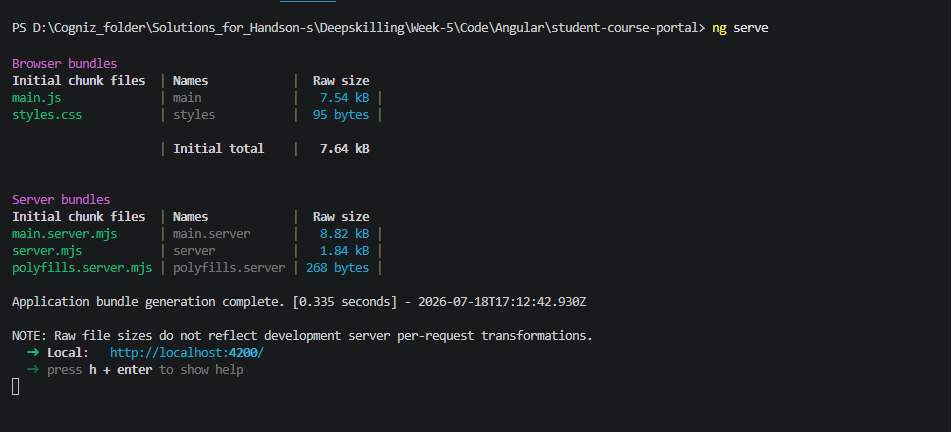 PS D:\Cogniz_folder\Solutions_for_Handson-s\Deepskilling\Week-5\Code\Angular\student-course-portal> ng serve
Browser bundles
Initial chunk files | Names | Raw size
main.js | main | 7.54 kB |
styles.css | styles | 95 bytes |
| Initial total | 7.64 kB
Server bundles
Initial chunk files | Names | Raw size
main.server.mjs | main.server | 8.82 kB |
server.mjs | server | 1.84 kB |
polyfills.server.mjs | polyfills.server | 268 bytes |
Application bundle generation complete. [0.335 seconds] - 2026-07-18T17:12:42.930Z
NOTE: Raw file sizes do not reflect development server per-request transformations.
➜ Local: http://localhost:4200/
➜ press h + enter to show help